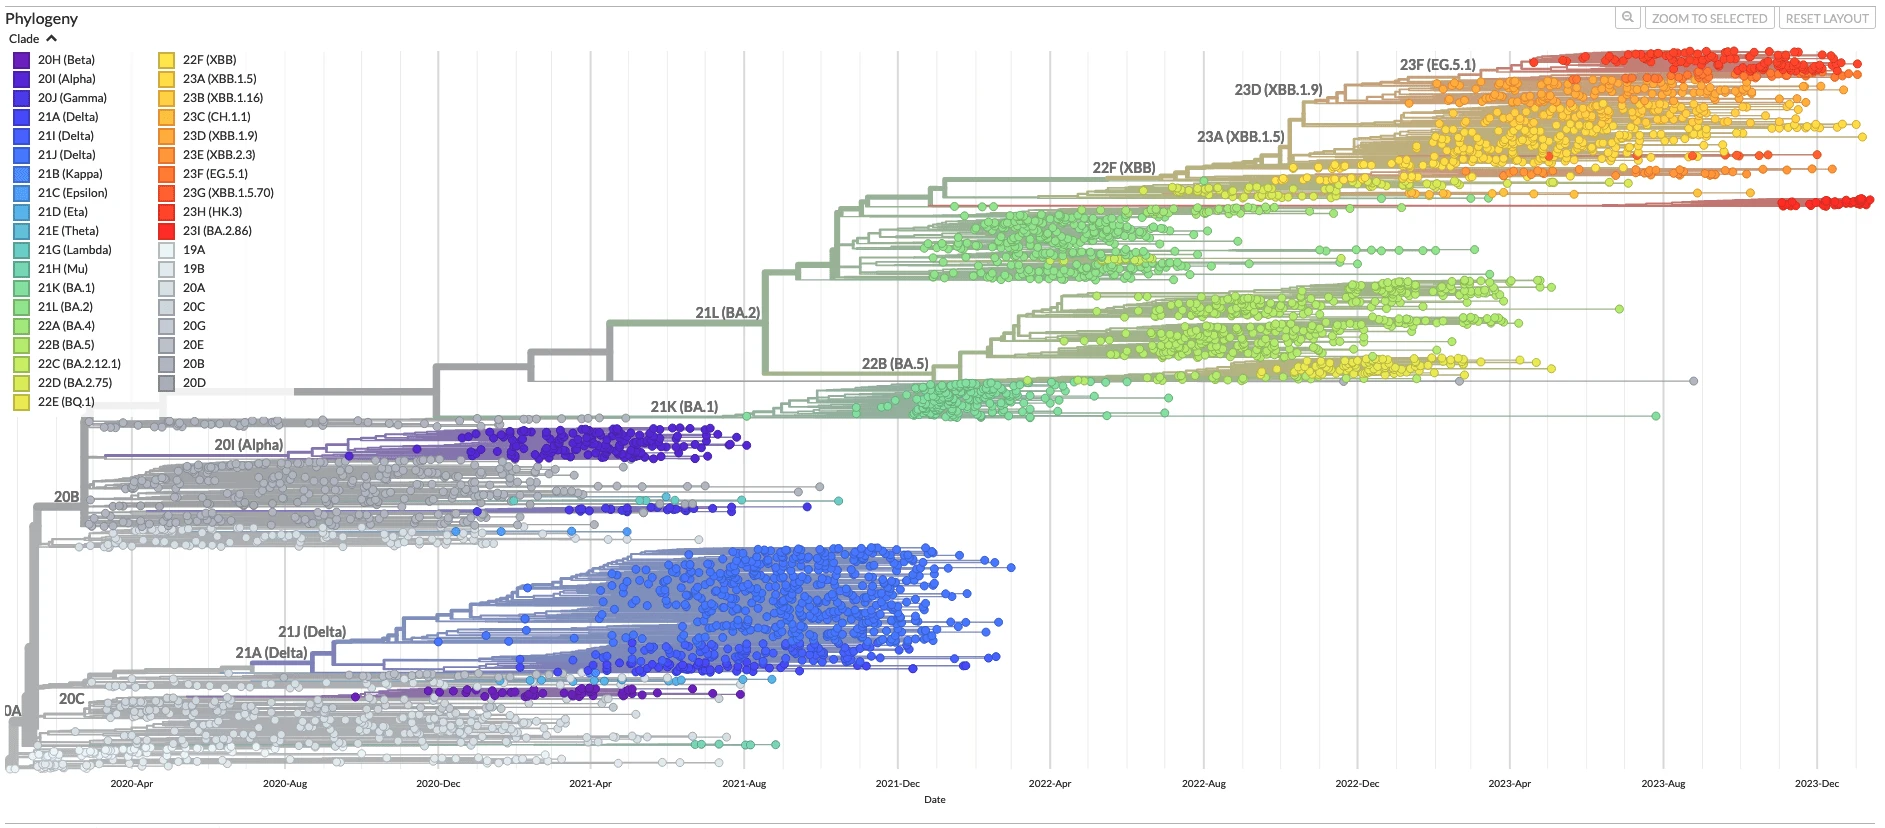 Phylogeny
ZOOM TO SELECTED
RESET LAYOUT
Clade
20H (Beta)
20I (Alpha)
20J (Gamma)
21A (Delta)
21I (Delta)
21J (Delta)
21B (Kappa)
21C (Epsilon)
21D (Eta)
21E (Theta)
21G (Lambda)
21H (Mu)
21K (BA.1)
21L (BA.2)
22A (BA.4)
22B (BA.5)
22C (BA.2.12.1)
22D (BA.2.75)
22E (BQ.1)
22F (XBB)
23A (XBB.1.5)
23B (XBB.1.16)
23C (CH.1.1)
23D (XBB.1.9)
23E (XBB.2.3)
23F (EG.5.1)
23G (XBB.1.5.70)
23H (HK.3)
23I (BA.2.86)
19A
19B
20A
20C
20G
20E
20B
20D
23F (EG.5.1)
23D (XBB.1.9)
23A (XBB.1.5)
22F (XBB)
21L (BA.2)
22B (BA.5)
21K (BA.1)
20I (Alpha)
20B
21J (Delta)
21A (Delta)
20C
0A
2020-Apr
2020-Aug
2020-Dec
2021-Apr
2021-Aug
2021-Dec
2022-Apr
2022-Aug
2022-Dec
2023-Apr
2023-Aug
2023-Dec
Date